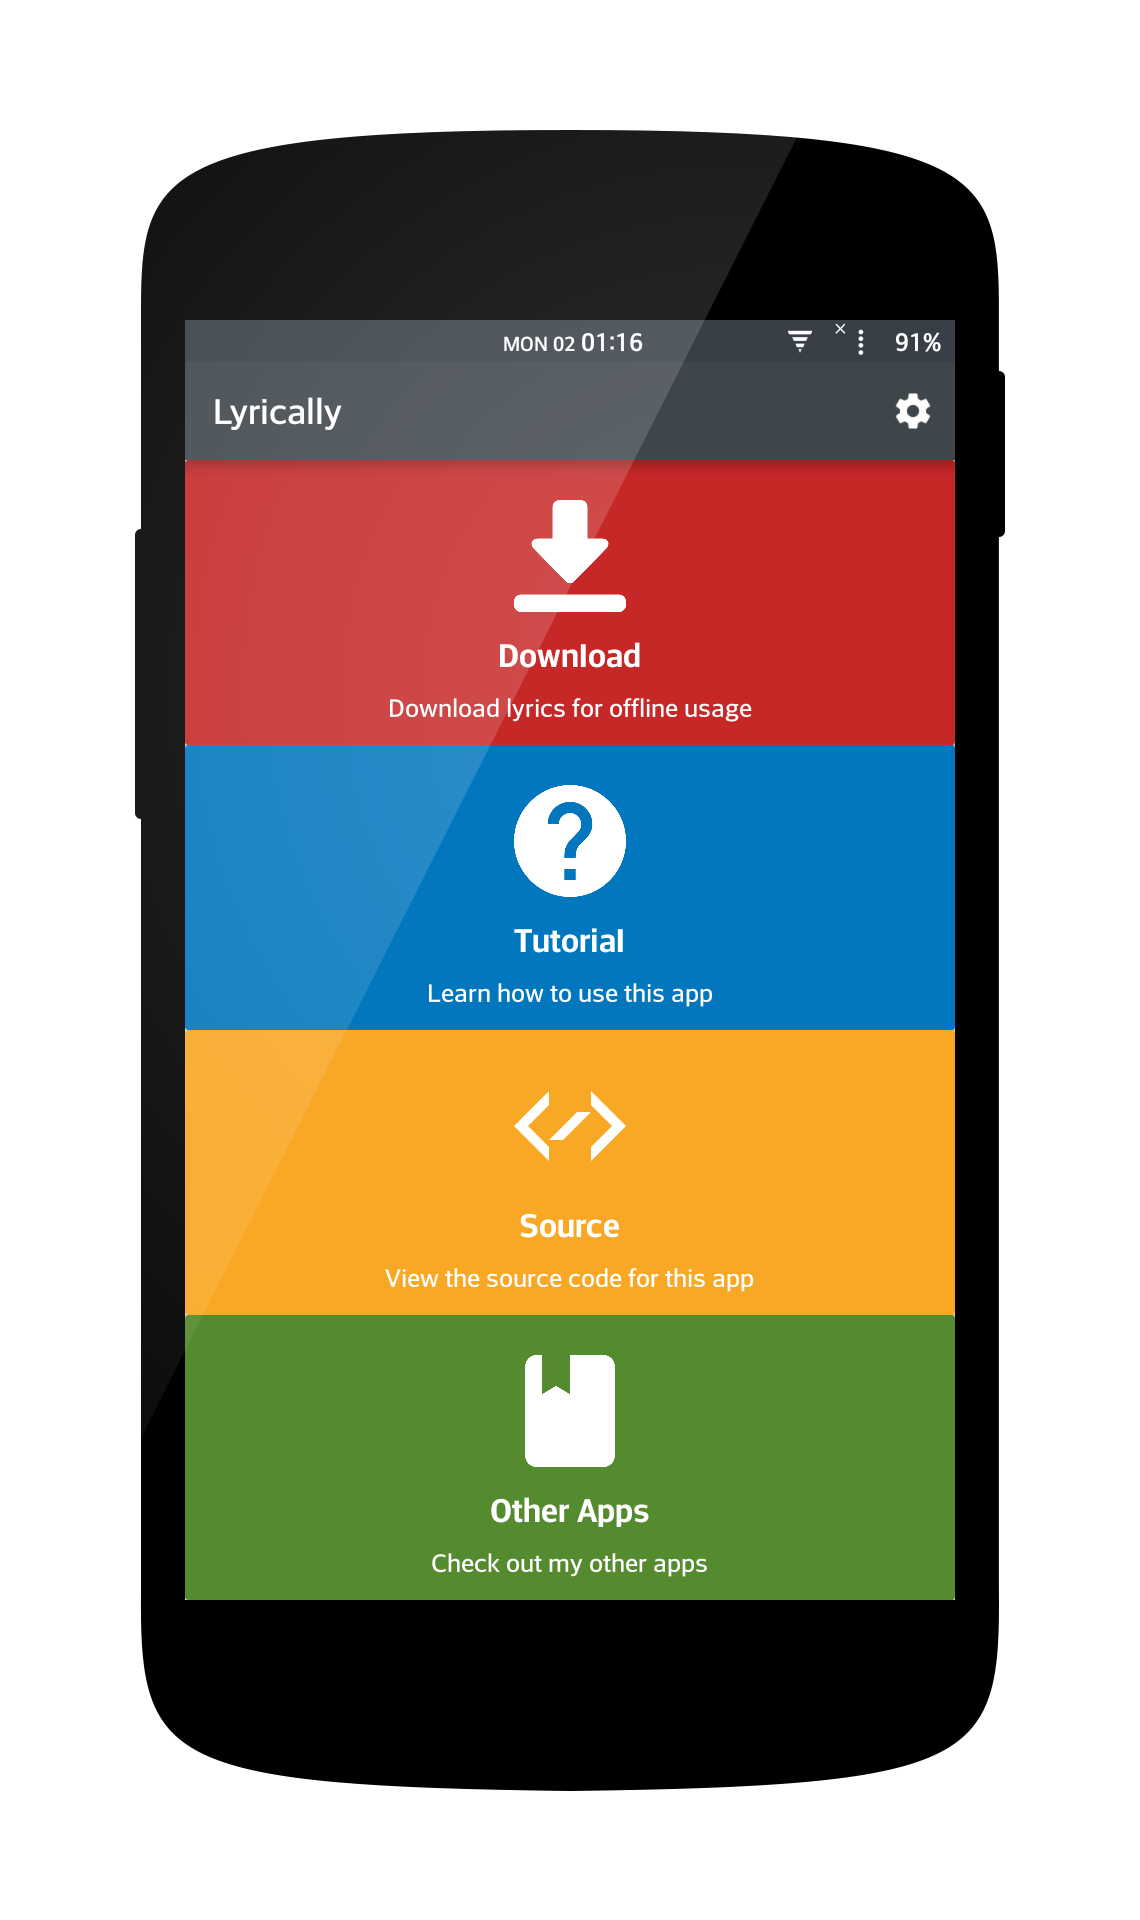 MON 02 01:16 91%
Lyrically
Download
Download lyrics for offline usage
Tutorial
Learn how to use this app
Source
View the source code for this app
Other Apps
Check out my other apps